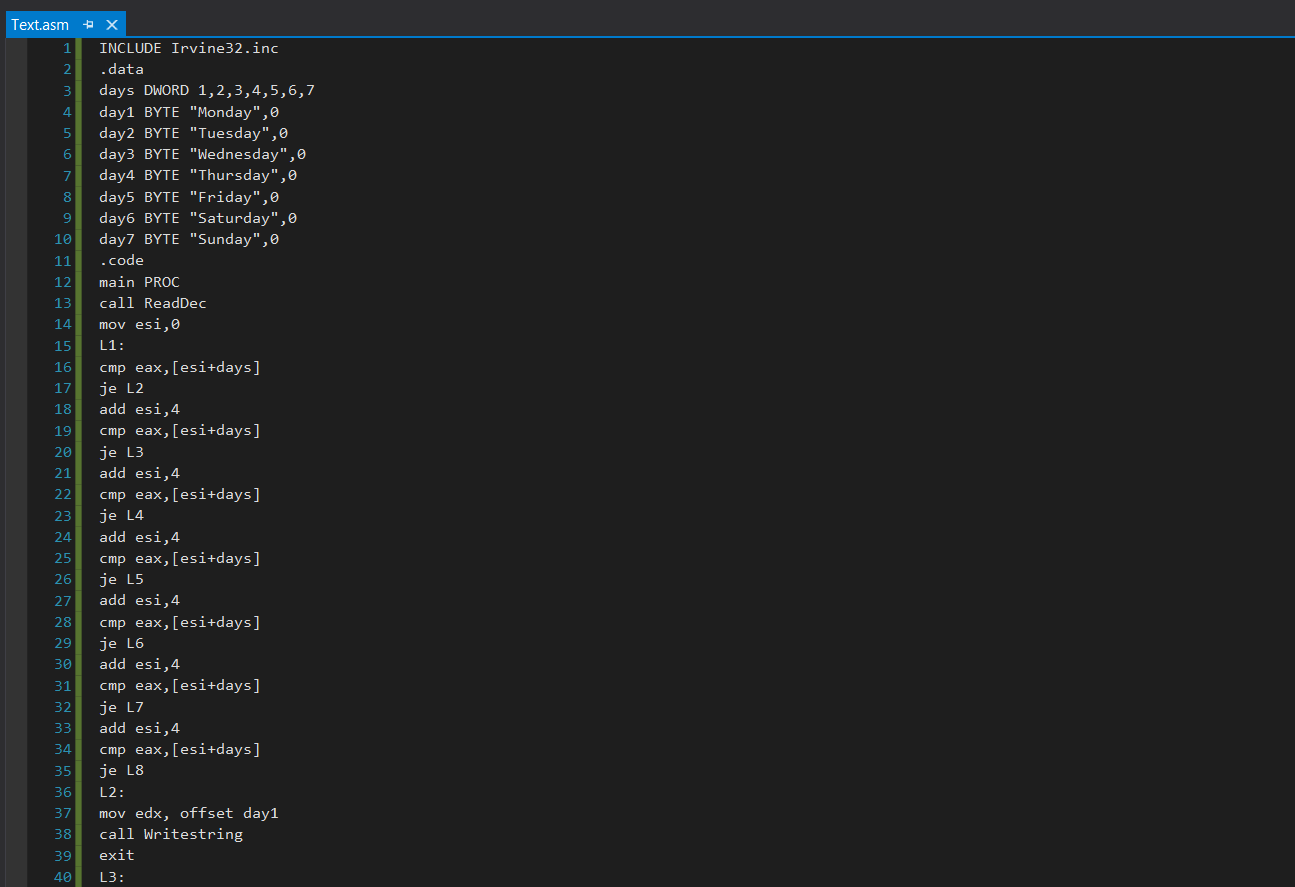 Text.asm
1 INCLUDE Irvine32.inc
2 .data
3 days DWORD 1,2,3,4,5,6,7
4 day1 BYTE "Monday",0
5 day2 BYTE "Tuesday",0
6 day3 BYTE "Wednesday",0
7 day4 BYTE "Thursday",0
8 day5 BYTE "Friday",0
9 day6 BYTE "Saturday",0
10 day7 BYTE "Sunday",0
11 .code
12 main PROC
13 call ReadDec
14 mov esi,0
15 L1:
16 cmp eax,[esi+days]
17 je L2
18 add esi,4
19 cmp eax,[esi+days]
20 je L3
21 add esi,4
22 cmp eax,[esi+days]
23 je L4
24 add esi,4
25 cmp eax,[esi+days]
26 je L5
27 add esi,4
28 cmp eax,[esi+days]
29 je L6
30 add esi,4
31 cmp eax,[esi+days]
32 je L7
33 add esi,4
34 cmp eax,[esi+days]
35 je L8
36 L2:
37 mov edx, offset day1
38 call Writestring
39 exit
40 L3: